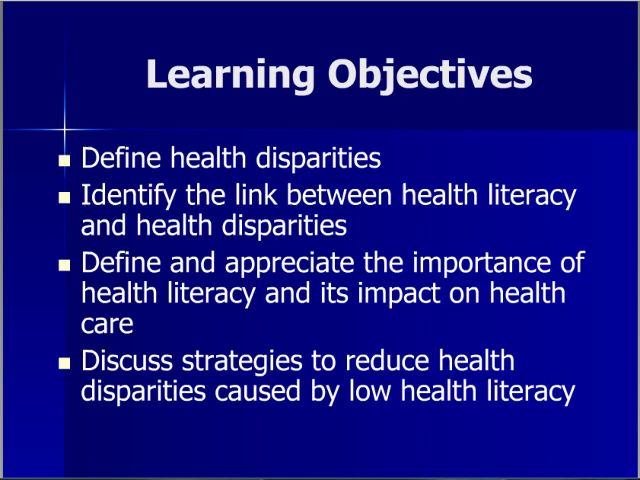 Learning Objectives
Define health disparities
Identify the link between health literacy
and health disparities
Define and appreciate the importance of
health literacy and its impact on health
care
Discuss strategies to reduce health
disparities caused by low health literacy